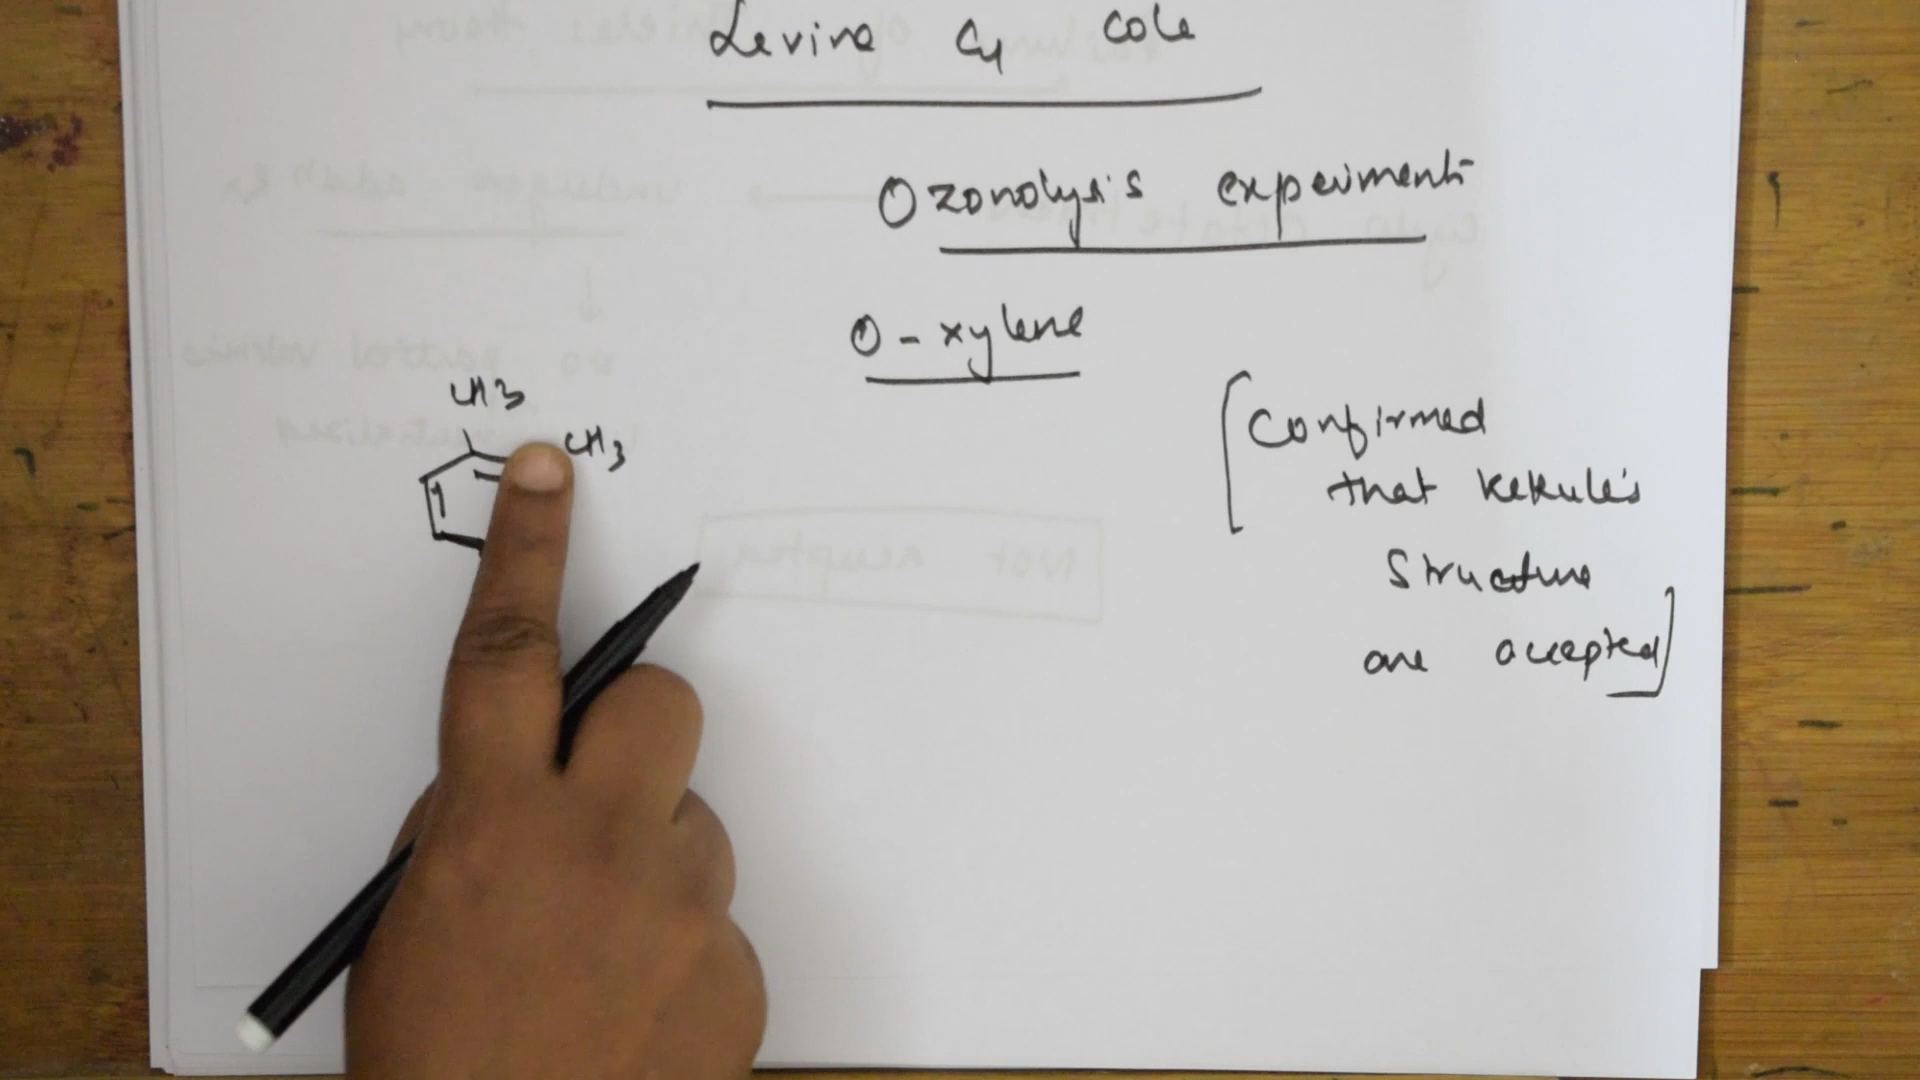 Levine & Cole
Ozonolysis experiment
O - xylene
CH3
CH3
[Confirmed
that Kekule's
Structure
are accepted]